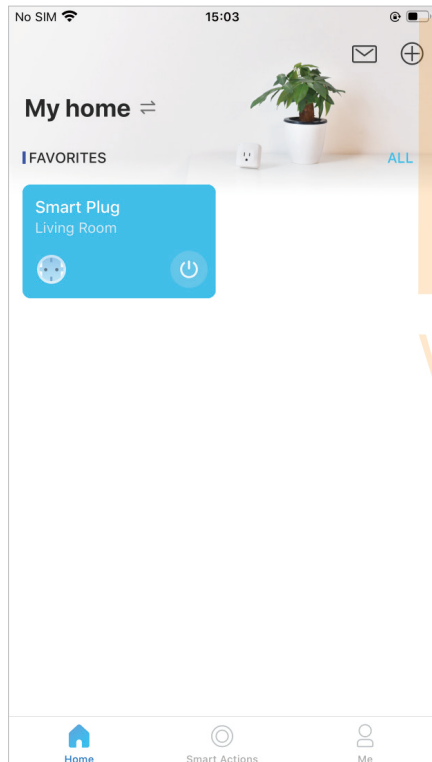 No SIM 15:03
My home
FAVORITES ALL
Smart Plug
Living Room
Home Smart Actions Me